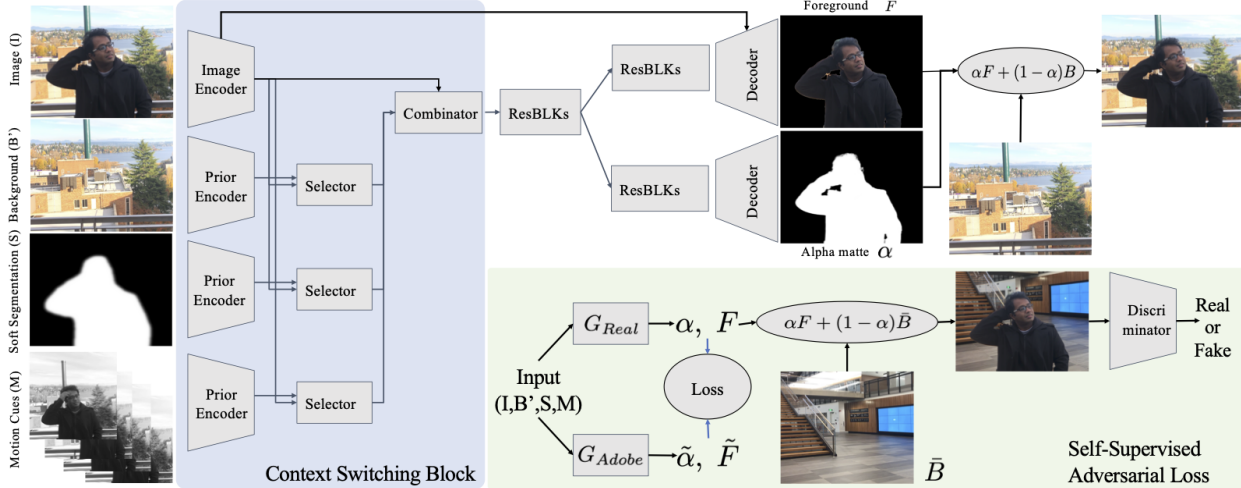 Image (I)
Background (B’)
Soft Segmentation (S)
Motion Cues (M)
Image
Encoder
Prior
Encoder
Prior
Encoder
Prior
Encoder
Selector
Selector
Selector
Combinator
Context Switching Block
ResBLKs
ResBLKs
ResBLKs
Decoder
Decoder
Foreground F
Alpha matte α
αF + (1 − α)B
Input
(I,B’,S,M)
G_Real
α, F
G_Adobe
α̃, F̃
Loss
αF + (1 − α)B̄
B̄
Discri
minator
Real
or
Fake
Self-Supervised
Adversarial Loss